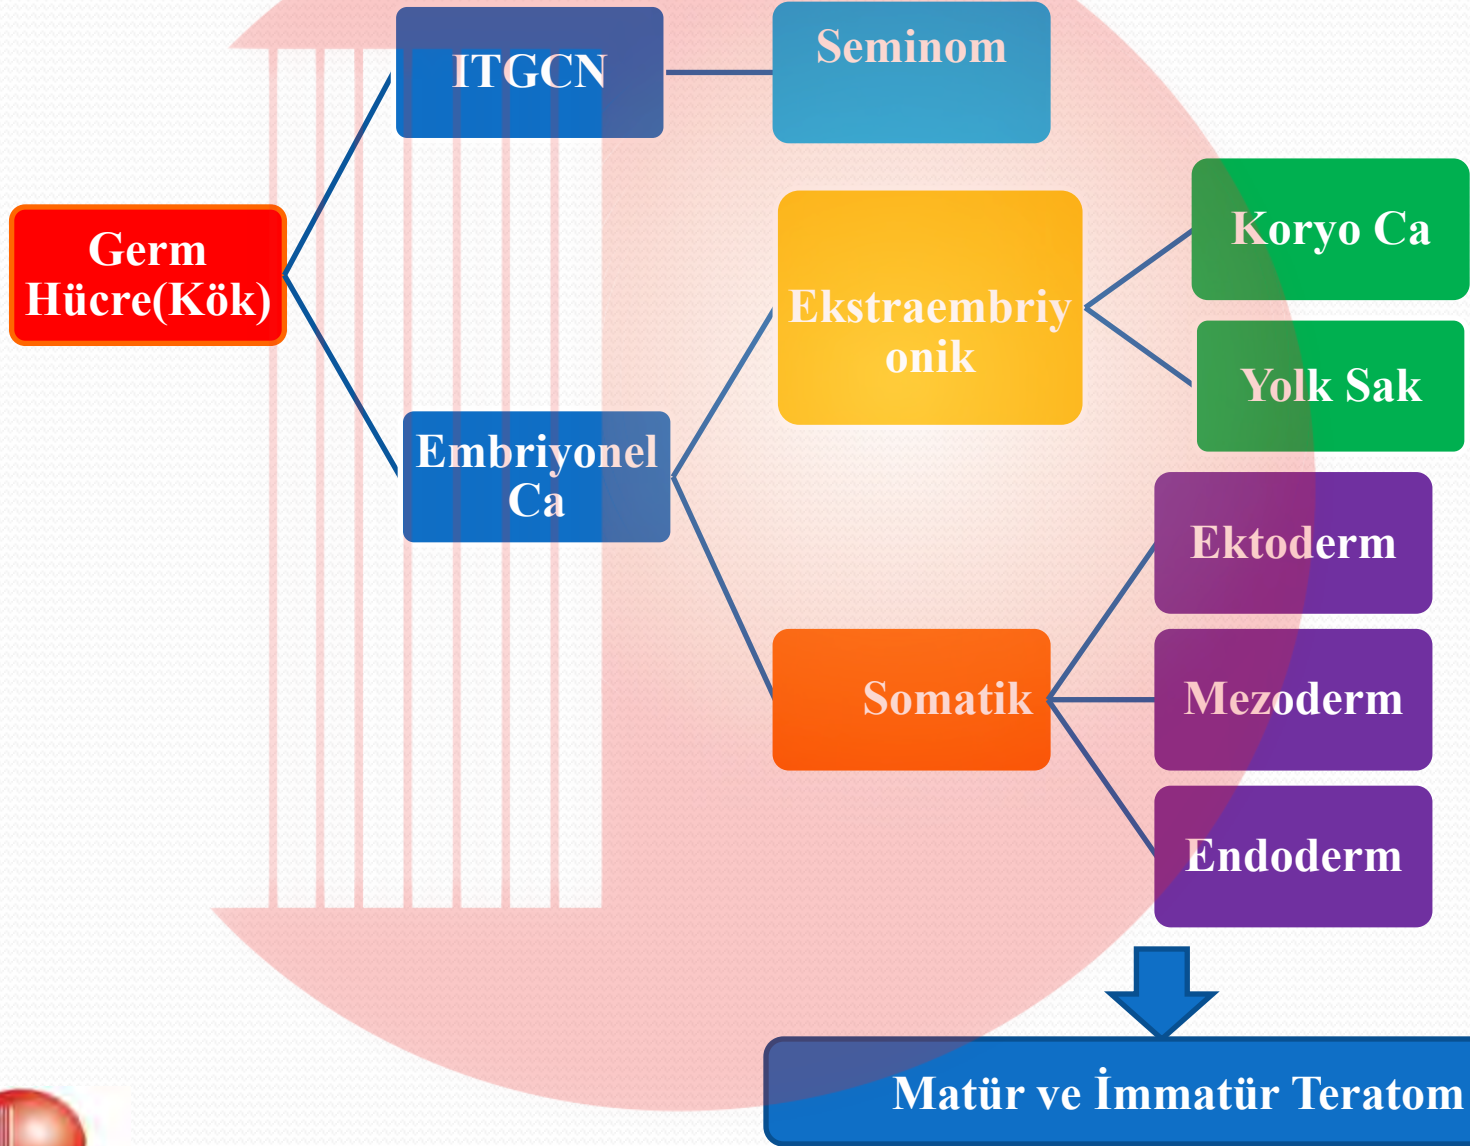 ITGCN
Seminom
Germ
Hücre(Kök)
Ekstraembriy
onik
Koryo Ca
Yolk Sak
Embriyonel
Ca
Somatik
Ektoderm
Mezoderm
Endoderm
Matür ve İmmatür Teratom